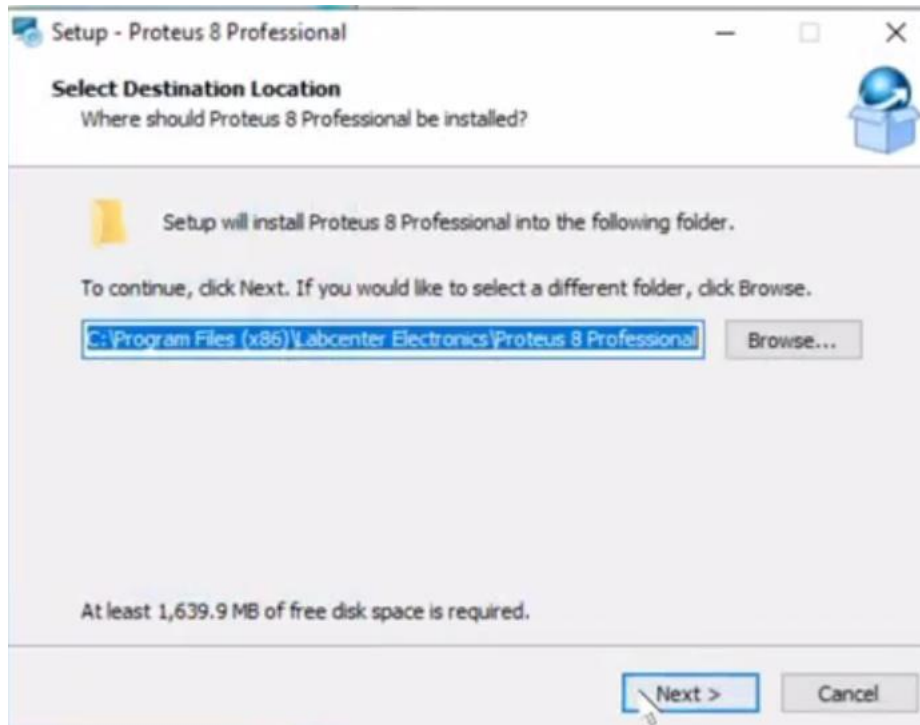 Setup - Proteus 8 Professional
Select Destination Location
Where should Proteus 8 Professional be installed?
Setup will install Proteus 8 Professional into the following folder.
To continue, click Next. If you would like to select a different folder, click Browse.
C:\Program Files (x86)\Labcenter Electronics\Proteus 8 Professional
Browse...
At least 1,639.9 MB of free disk space is required.
Next >
Cancel